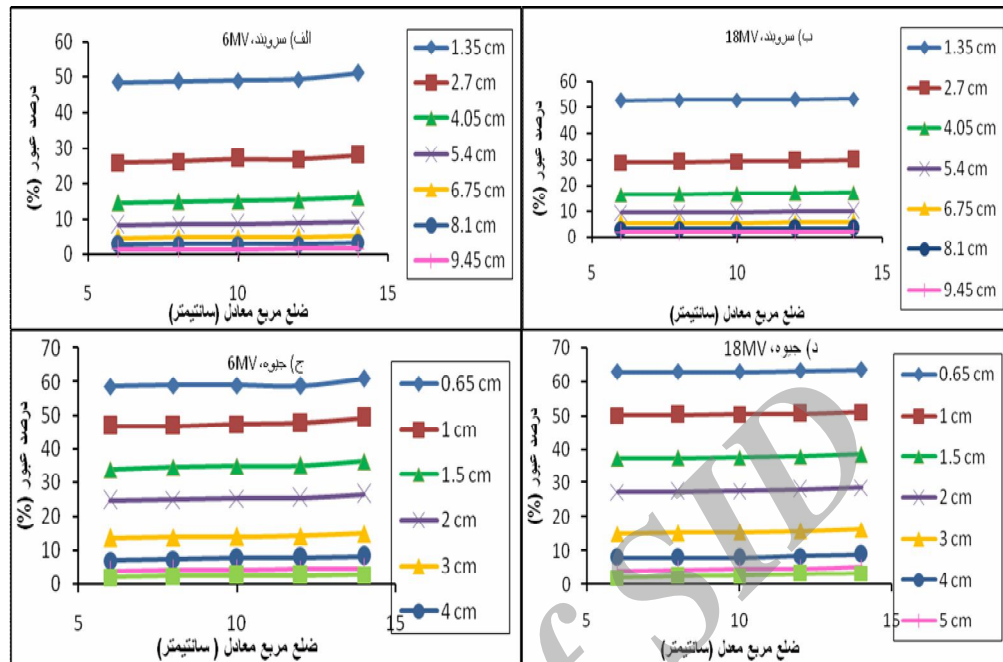 الف) سروبند، 6MV
60
50
40
30
20
10
0
5
10
15
درصد عبور (%)
ضلع مربع معادل (سانتیمتر)
1.35 cm
2.7 cm
4.05 cm
5.4 cm
6.75 cm
8.1 cm
9.45 cm
ب) سروبند، 18MV
60
50
40
30
20
10
0
5
10
15
درصد عبور (%)
ضلع مربع معادل (سانتیمتر)
1.35 cm
2.7 cm
4.05 cm
5.4 cm
6.75 cm
8.1 cm
9.45 cm
ج) جیوه، 6MV
70
60
50
40
30
20
10
0
5
10
15
درصد عبور (%)
ضلع مربع معادل (سانتیمتر)
0.65 cm
1 cm
1.5 cm
2 cm
3 cm
4 cm
د) جیوه، 18MV
70
60
50
40
30
20
10
0
5
10
15
درصد عبور (%)
ضلع مربع معادل (سانتیمتر)
0.65 cm
1 cm
1.5 cm
2 cm
3 cm
4 cm
5 cm
f SID